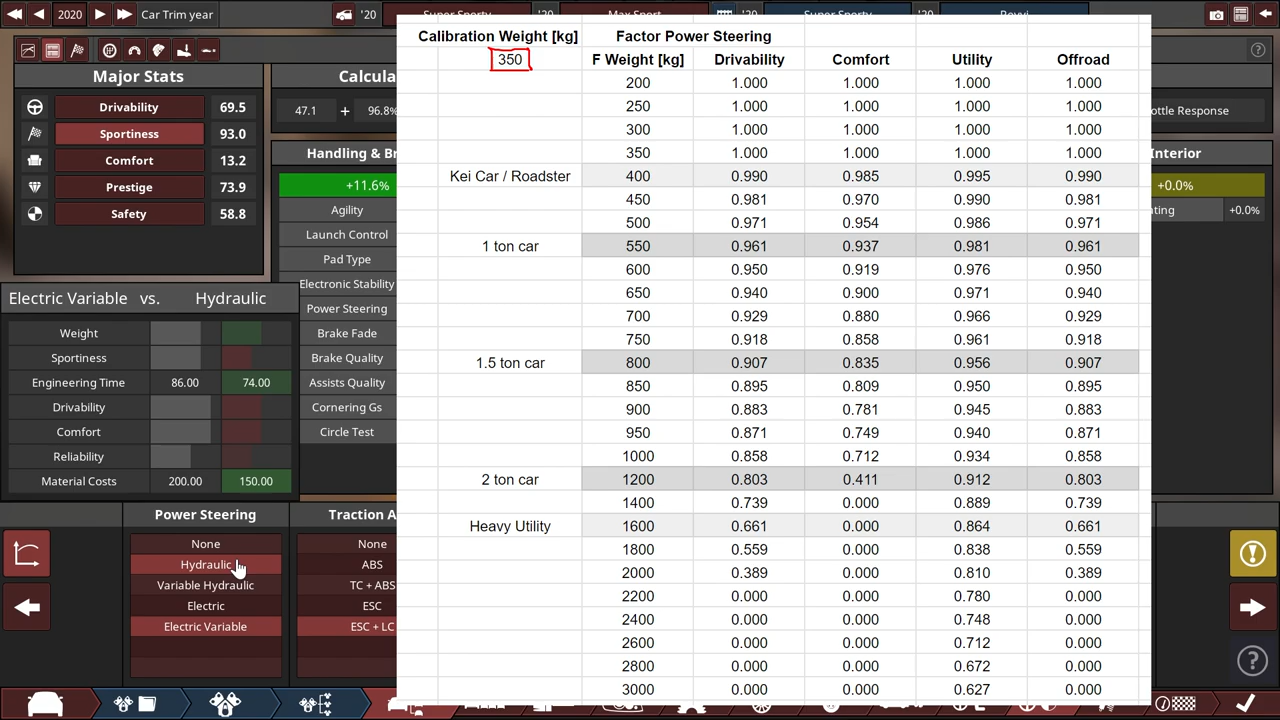 2020 Car Trim year '20 Super Sporty '20 Max Sport '20 Super Sporty '20
Calibration Weight [kg] Factor Power Steering
350 F Weight [kg] Drivability Comfort Utility Offroad
200 1.000 1.000 1.000 1.000
250 1.000 1.000 1.000 1.000
300 1.000 1.000 1.000 1.000
350 1.000 1.000 1.000 1.000
Kei Car / Roadster 400 0.990 0.985 0.995 0.990
450 0.981 0.970 0.990 0.981
500 0.971 0.954 0.986 0.971
1 ton car 550 0.961 0.937 0.981 0.961
600 0.950 0.919 0.976 0.950
650 0.940 0.900 0.971 0.940
700 0.929 0.880 0.966 0.929
750 0.918 0.858 0.961 0.918
1.5 ton car 800 0.907 0.835 0.956 0.907
850 0.895 0.809 0.950 0.895
900 0.883 0.781 0.945 0.883
950 0.871 0.749 0.940 0.871
1000 0.858 0.712 0.934 0.858
2 ton car 1200 0.803 0.411 0.912 0.803
1400 0.739 0.000 0.889 0.739
Heavy Utility 1600 0.661 0.000 0.864 0.661
1800 0.559 0.000 0.838 0.559
2000 0.389 0.000 0.810 0.389
2200 0.000 0.000 0.780 0.000
2400 0.000 0.000 0.748 0.000
2600 0.000 0.000 0.712 0.000
2800 0.000 0.000 0.672 0.000
3000 0.000 0.000 0.627 0.000
Major Stats
Drivability 69.5
Sportiness 93.0
Comfort 13.2
Prestige 73.9
Safety 58.8
Calcula
47.1 + 96.8%
ottle Response
Handling & Br
+11.6%
Agility
Launch Control
Pad Type
Electronic Stability
Power Steering
Brake Fade
Brake Quality
Assists Quality
Cornering Gs
Circle Test
Interior
+0.0%
ting +0.0%
Electric Variable vs. Hydraulic
Weight
Sportiness
Engineering Time 86.00 74.00
Drivability
Comfort
Reliability
Material Costs 200.00 150.00
Power Steering
None
Hydraulic
Variable Hydraulic
Electric
Electric Variable
Traction A
None
ABS
TC + ABS
ESC
ESC + LC
?
?